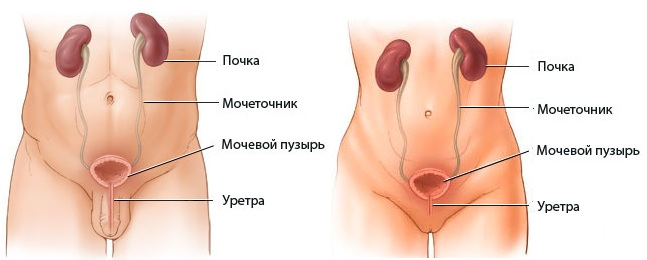 Почка
Мочеточник
Мочевой пузырь
Уретра
Почка
Мочеточник
Мочевой пузырь
Уретра